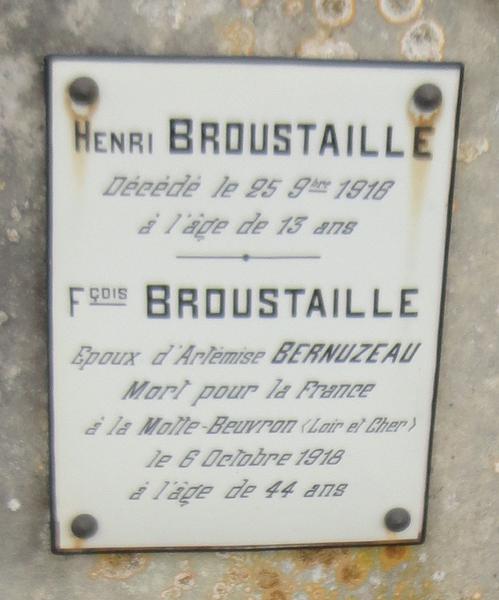 HENRI BROUSTAILLE
Décédé le 25 9bre 1916
à l'âge de 13 ans
Fçois BROUSTAILLE
Epoux d'Artémise BERNUZEAU
Mort pour la France
à la Motte-Beuvron (Loir et Cher)
le 6 Octobre 1918
à l'âge de 44 ans